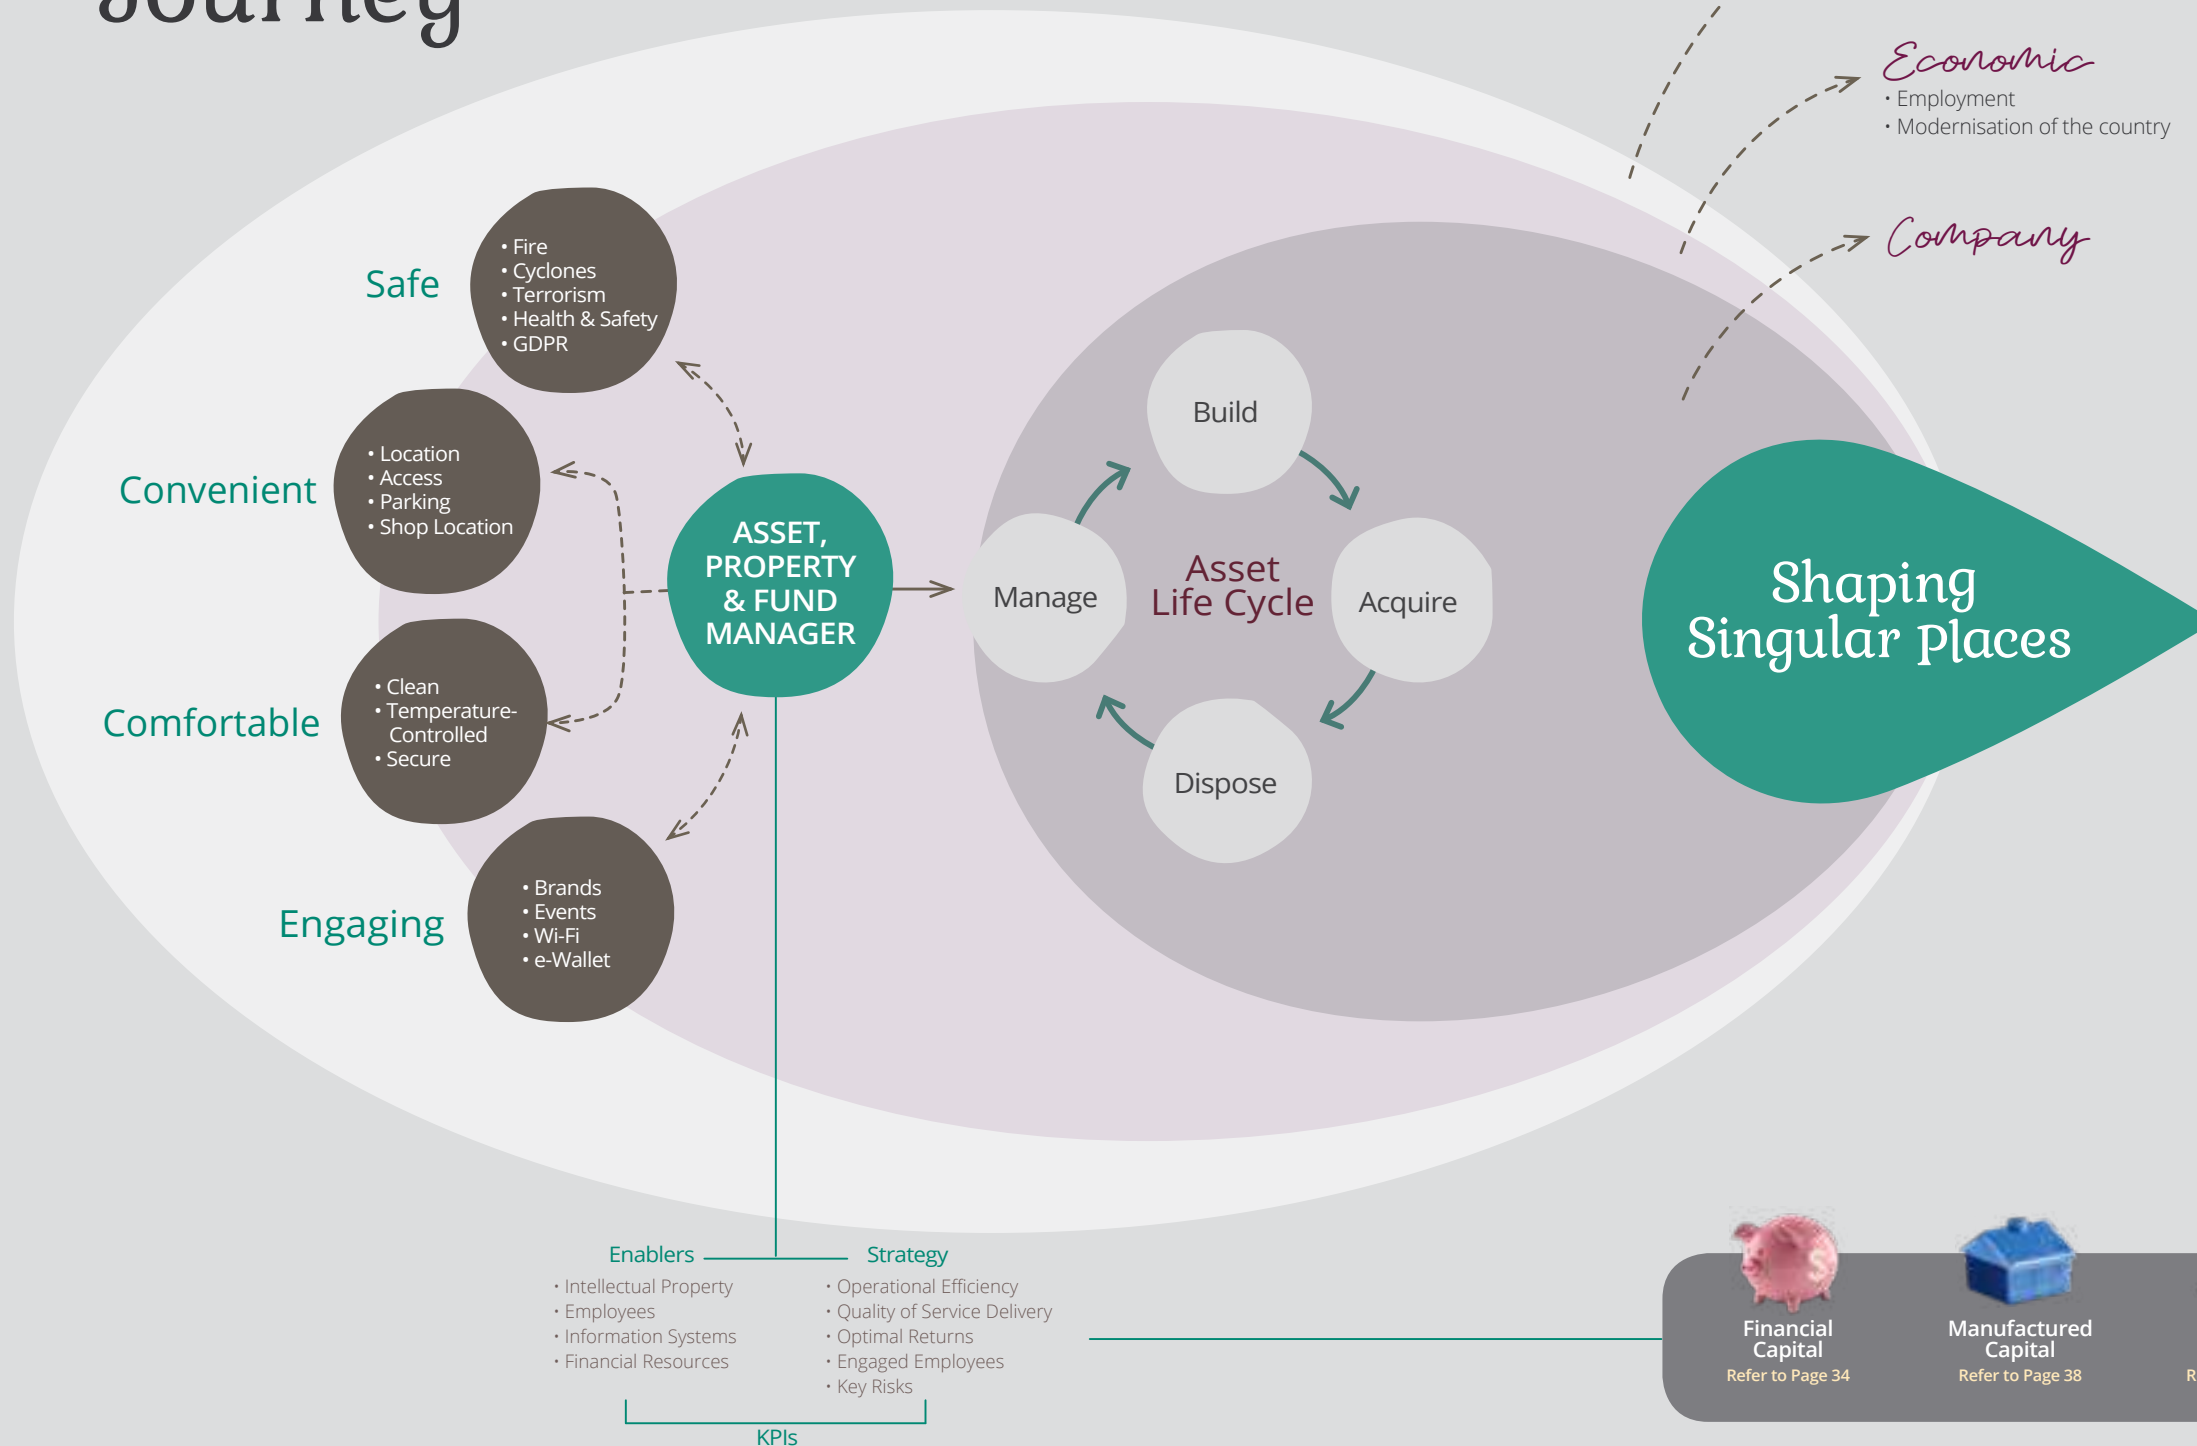 Journey
Economic
• Employment
• Modernisation of the country
Company
Safe
• Fire
• Cyclones
• Terrorism
• Health & Safety
• GDPR
Convenient
• Location
• Access
• Parking
• Shop Location
Comfortable
• Clean
• Temperature-
Controlled
• Secure
Engaging
• Brands
• Events
• Wi-Fi
• e-Wallet
ASSET,
PROPERTY
& FUND
MANAGER
Build
Manage
Asset
Life Cycle
Acquire
Dispose
Shaping
Singular Places
Enablers
• Intellectual Property
• Employees
• Information Systems
• Financial Resources
Strategy
• Operational Efficiency
• Quality of Service Delivery
• Optimal Returns
• Engaged Employees
• Key Risks
KPIs
Financial
Capital
Refer to Page 34
Manufactured
Capital
Refer to Page 38